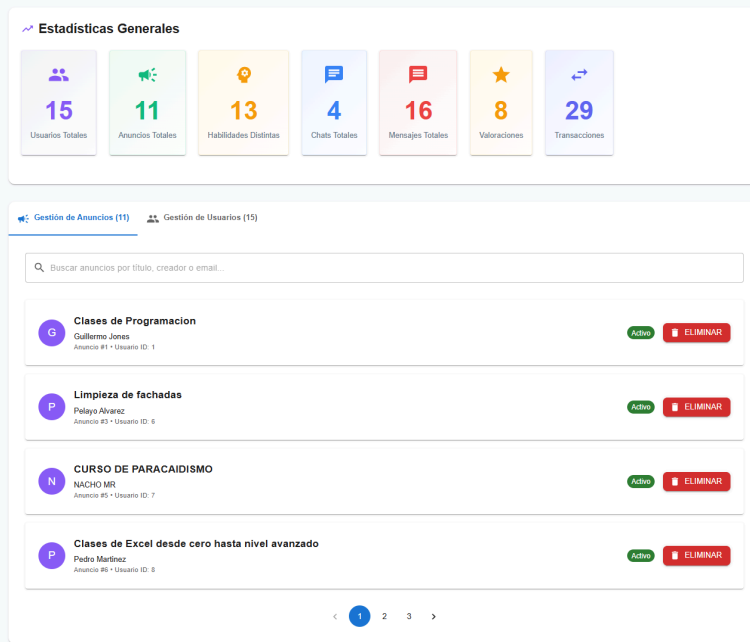 Estadísticas Generales
15
Usuarios Totales
11
Anuncios Totales
13
Habilidades Distintas
4
Chats Totales
16
Mensajes Totales
8
Valoraciones
29
Transacciones
Gestión de Anuncios (11)
Gestión de Usuarios (15)
Buscar anuncios por título, creador o email...
G
Clases de Programacion
Guillermo Jones
Anuncio #1 • Usuario ID: 1
Activo
ELIMINAR
P
Limpieza de fachadas
Pelayo Alvarez
Anuncio #3 • Usuario ID: 6
Activo
ELIMINAR
N
CURSO DE PARACAIDISMO
NACHO MR
Anuncio #5 • Usuario ID: 7
Activo
ELIMINAR
P
Clases de Excel desde cero hasta nivel avanzado
Pedro Martinez
Anuncio #6 • Usuario ID: 8
Activo
ELIMINAR
‹ 1 2 3 ›